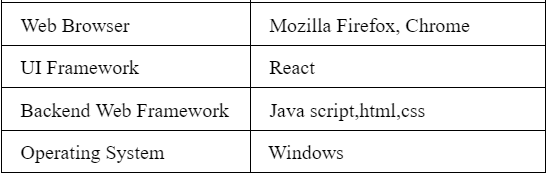 Web Browser Mozilla Firefox, Chrome
UI Framework React
Backend Web Framework Java script,html,css
Operating System Windows